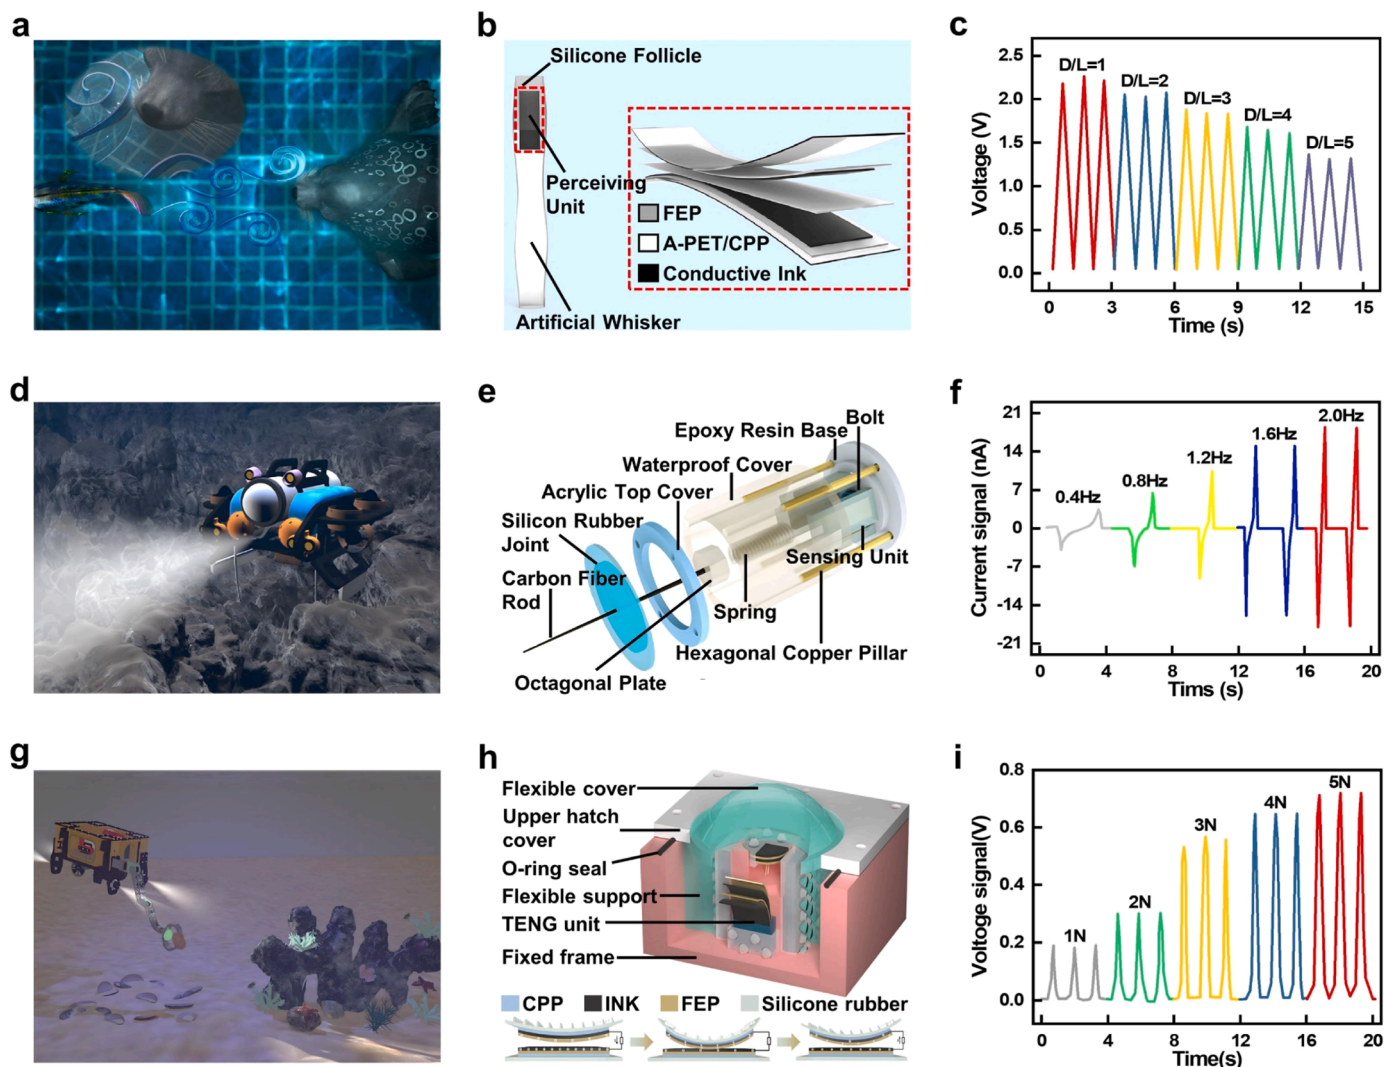 a
b
Silicone Follicle
Perceiving
Unit
FEP
A-PET/CPP
Conductive Ink
Artificial Whisker
c
Voltage (V)
2.5
2.0
1.5
1.0
0.5
0.0
D/L=1
D/L=2
D/L=3
D/L=4
D/L=5
0 3 6 9 12 15
Time (s)
d
e
Bolt
Epoxy Resin Base
Waterproof Cover
Acrylic Top Cover
Silicon Rubber
Joint
Carbon Fiber
Rod
Sensing Unit
Spring
Hexagonal Copper Pillar
Octagonal Plate
f
Current signal (nA)
21
14
7
0
-7
-14
-21
0.4Hz
0.8Hz
1.2Hz
1.6Hz
2.0Hz
0 4 8 12 16 20
Tims (s)
g
h
Flexible cover
Upper hatch
cover
O-ring seal
Flexible support
TENG unit
Fixed frame
CPP INK FEP Silicone rubber
i
Voltoge signal(V)
0.8
0.6
0.4
0.2
0.0
1N
2N
3N
4N
5N
0 4 8 12 16 20
Time(s)